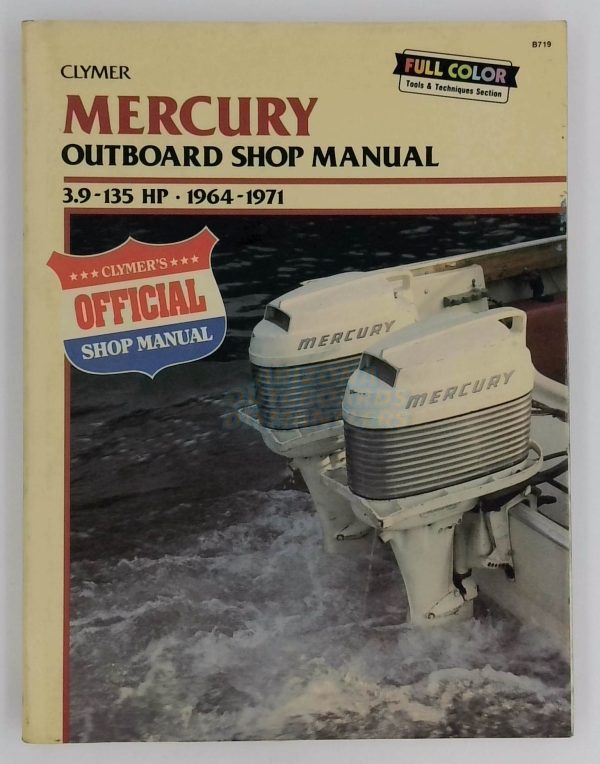 B719
CLYMER
FULL COLOR
Tools & Techniques Section
MERCURY
OUTBOARD SHOP MANUAL
3.9-135 HP · 1964-1971
★★★ CLYMER'S ★★★
OFFICIAL
SHOP MANUAL
MERCURY
MERCURY